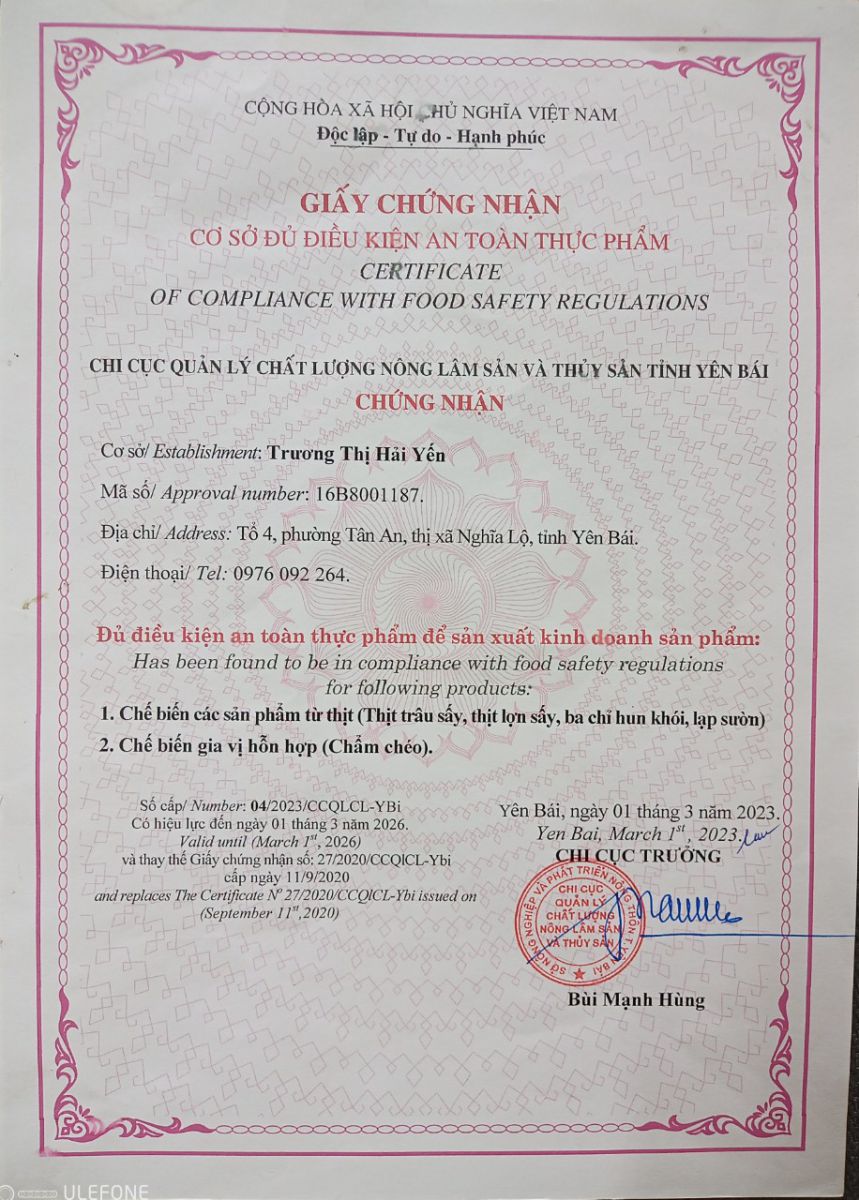 CỘNG HÒA XÃ HỘI CHỦ NGHĨA VIỆT NAM
Độc lập - Tự do - Hạnh phúc
GIẤY CHỨNG NHẬN
CƠ SỞ ĐỦ ĐIỀU KIỆN AN TOÀN THỰC PHẨM
CERTIFICATE
OF COMPLIANCE WITH FOOD SAFETY REGULATIONS
CHI CỤC QUẢN LÝ CHẤT LƯỢNG NÔNG LÂM SẢN VÀ THỦY SẢN TỈNH YÊN BÁI
CHỨNG NHẬN
Cơ sở/ Establishment: Trương Thị Hải Yến
Mã số/ Approval number: 16B8001187.
Địa chỉ/ Address: Tổ 4, phường Tân An, thị xã Nghĩa Lộ, tỉnh Yên Bái.
Điện thoại/ Tel: 0976 092 264.
Đủ điều kiện an toàn thực phẩm để sản xuất kinh doanh sản phẩm:
Has been found to be in compliance with food safety regulations
for following products:
1. Chế biến các sản phẩm từ thịt (Thịt trâu sấy, thịt lợn sấy, ba chỉ hun khói, lạp sườn)
2. Chế biến gia vị hỗn hợp (Chẩm chéo).
Số cấp/ Number: 04/2023/CCQLCL-YBi
Có hiệu lực đến ngày 01 tháng 3 năm 2026.
Valid until (March 1st, 2026)
và thay thế Giấy chứng nhận số: 27/2020/CCQlCL-Ybi
cấp ngày 11/9/2020
and replaces The Certificate Nº 27/2020/CCQlCL-Ybi issued on
(September 11st,2020)
Yên Bái, ngày 01 tháng 3 năm 2023.
Yen Bai, March 1st, 2023.
CHI CỤC TRƯỞNG
SỞ NÔNG NGHIỆP VÀ PHÁT TRIỂN NÔNG THÔN T. YÊN BÁI
CHI CỤC
QUẢN LÝ
CHẤT LƯỢNG
NÔNG LÂM SẢN
VÀ THỦY SẢN
Bùi Mạnh Hùng
ULEFONE